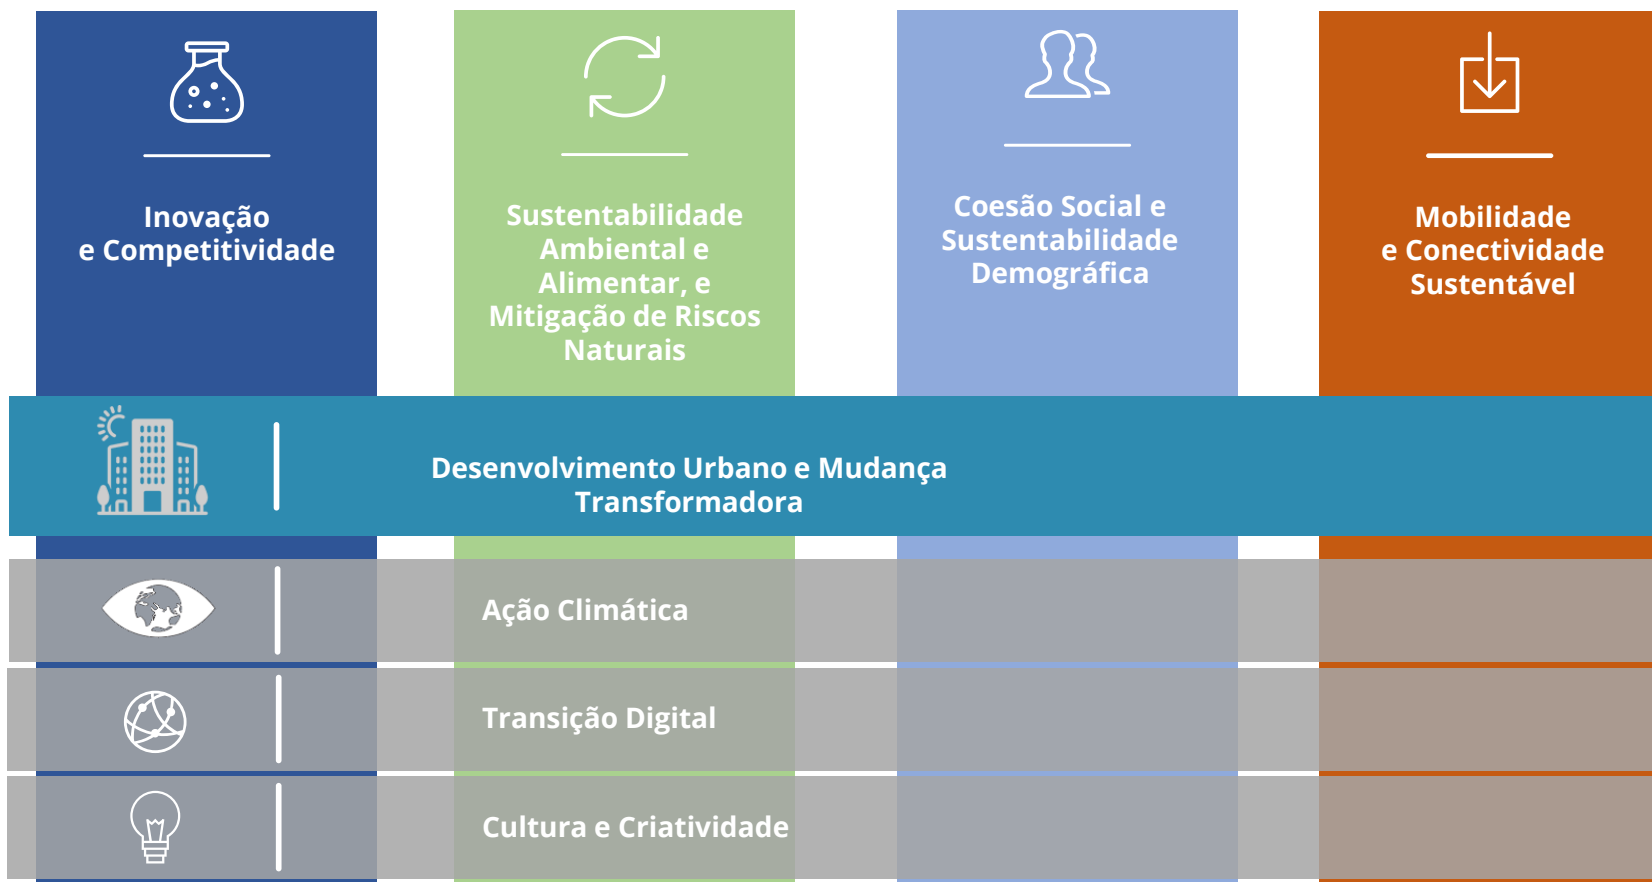 Inovação
e Competitividade
Sustentabilidade
Ambiental e
Alimentar, e
Mitigação de Riscos
Naturais
Coesão Social e
Sustentabilidade
Demográfica
Mobilidade
e Conectividade
Sustentável
Desenvolvimento Urbano e Mudança
Transformadora
Ação Climática
Transição Digital
Cultura e Criatividade